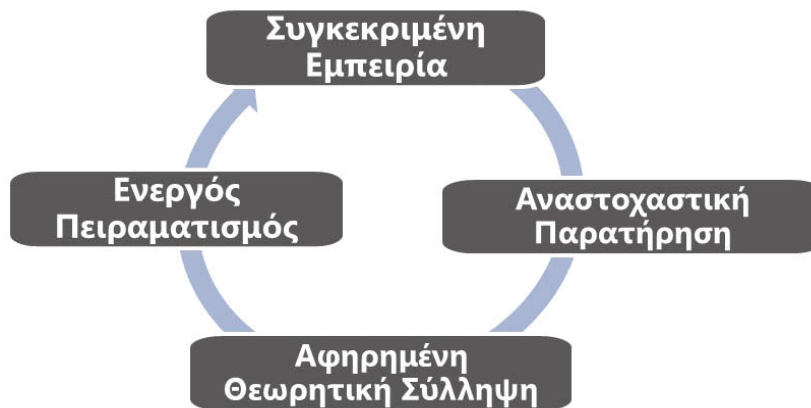 Συγκεκριμένη
Εμπειρία
Ενεργός
Πειραματισμός
Αναστοχαστική
Παρατήρηση
Αφηρημένη
Θεωρητική Σύλληψη